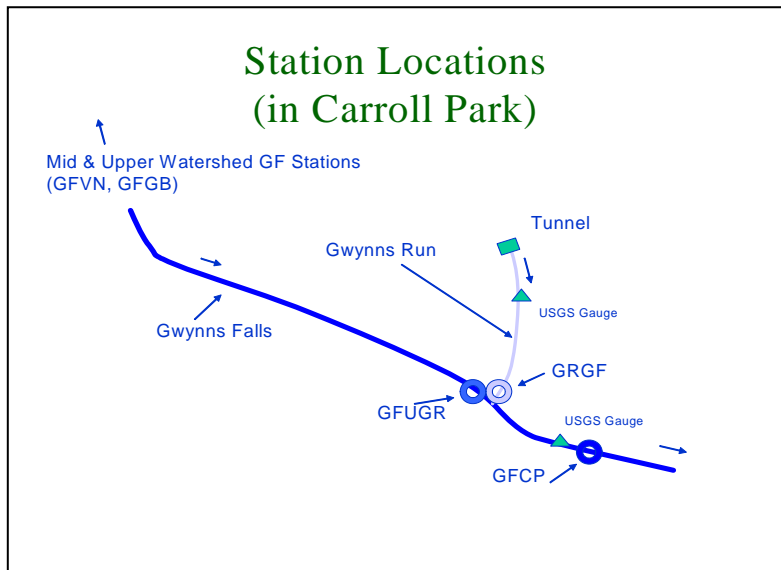 Station Locations
(in Carroll Park)
Mid & Upper Watershed GF Stations
(GFVN, GFGB)
Tunnel
Gwynns Run
USGS Gauge
Gwynns Falls
GRGF
GFUGR
USGS Gauge
GFCP